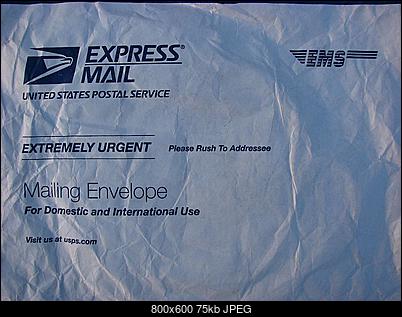 EXPRESS®
MAIL
UNITED STATES POSTAL SERVICE
EMS
EXTREMELY URGENT Please Rush To Addressee
Mailing Envelope
For Domestic and International Use
Visit us at usps.com
800x600 75kb JPEG